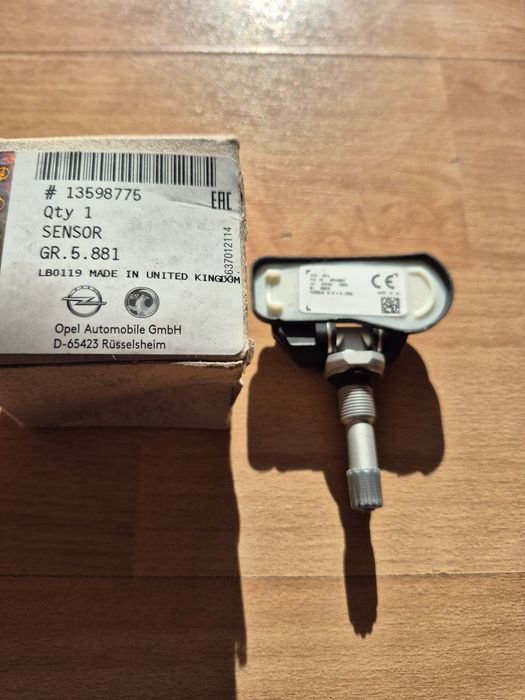 # 13598775
EAC
Qty 1
SENSOR
GR.5.881
LB0119 MADE IN UNITED KINGDOM
637012114
Opel Automobile GmbH
D-65423 Rüsselsheim
CE